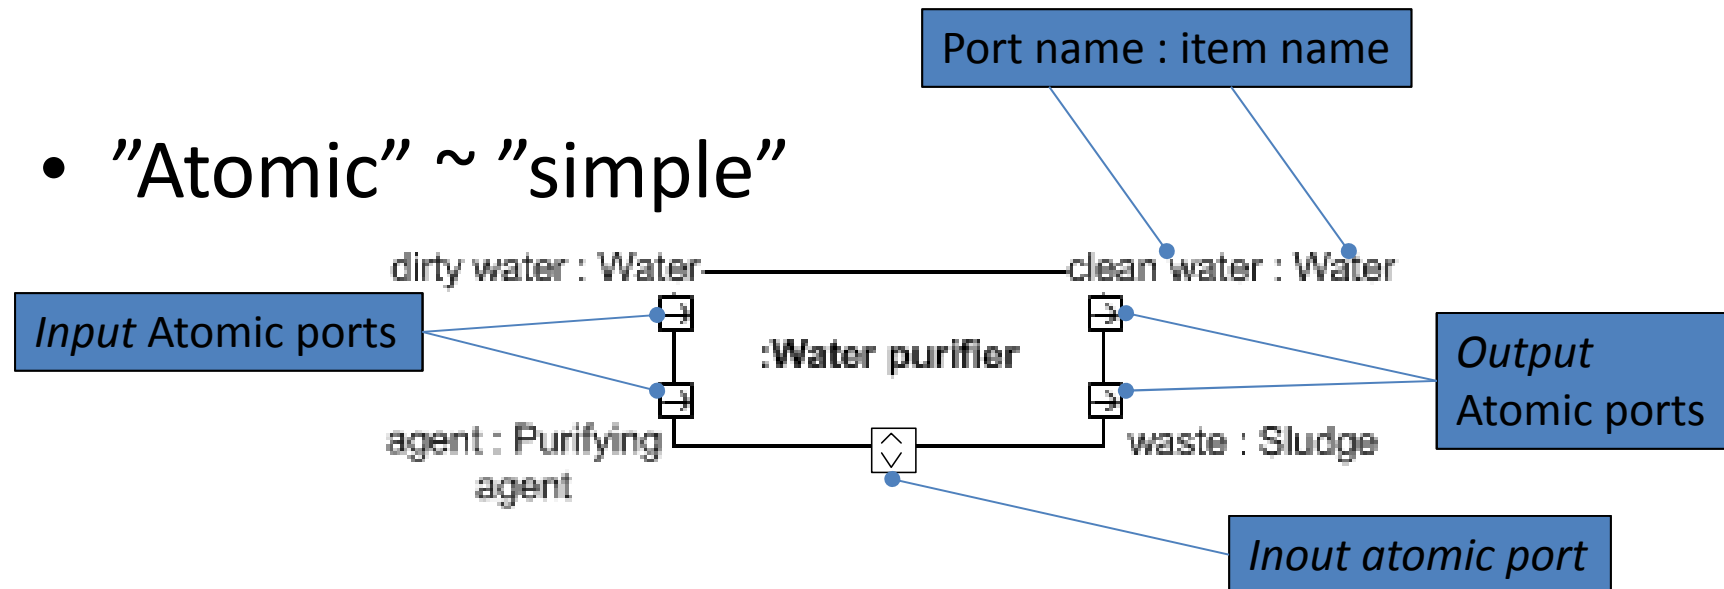 Port name : item name
• ”Atomic” ~ ”simple”
dirty water : Water
clean water : Water
Input Atomic ports
:Water purifier
Output
Atomic ports
agent : Purifying
agent
waste : Sludge
Inout atomic port